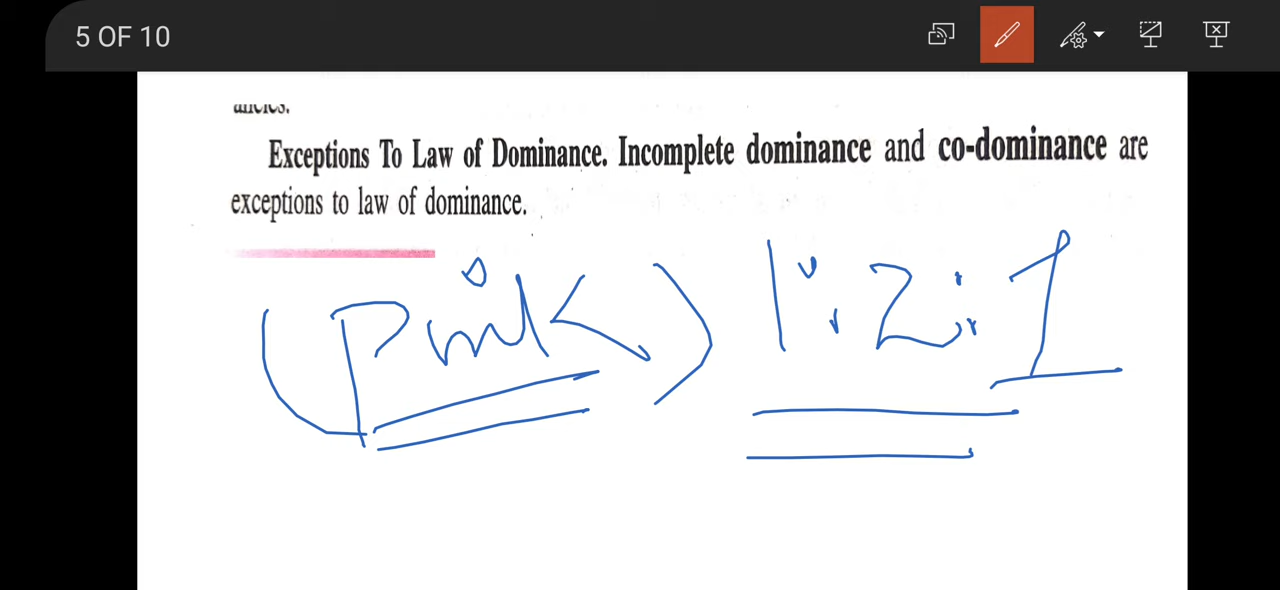 5 OF 10
Exceptions To Law of Dominance. Incomplete dominance and co-dominance are
exceptions to law of dominance.
(Pink) 1:2:1